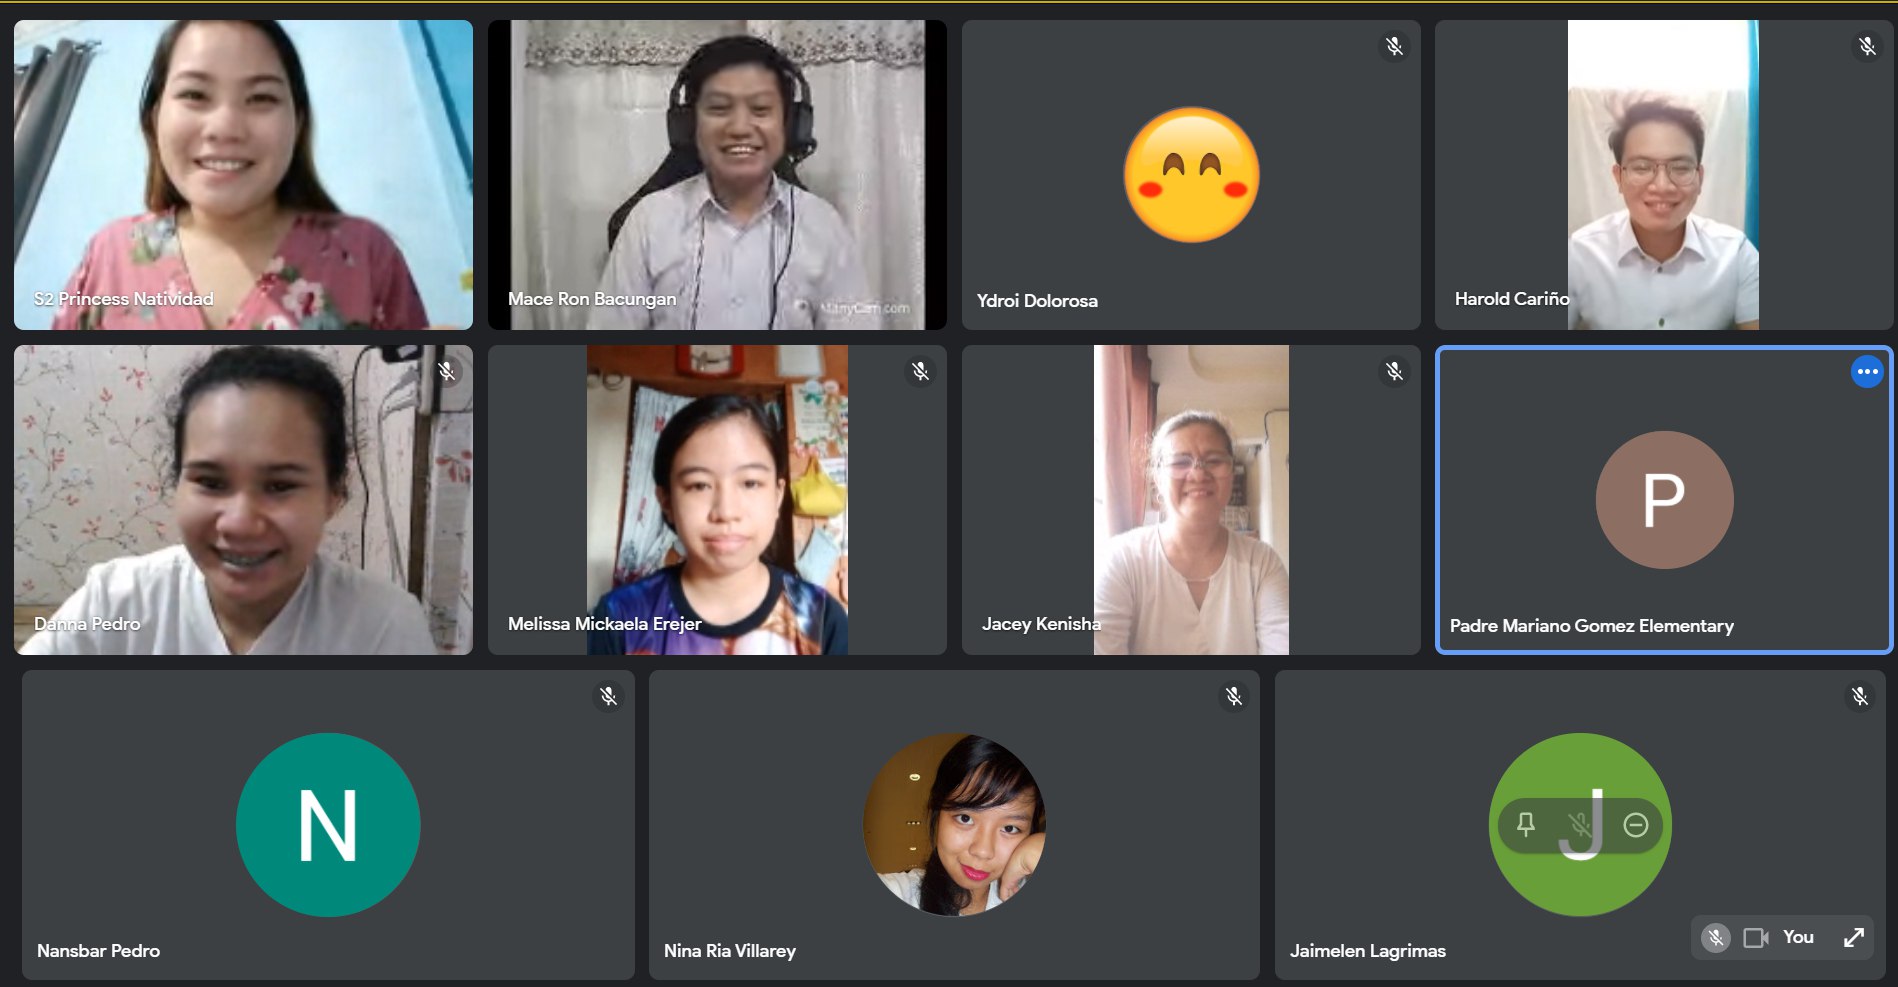 S2 Princess Natividad
Mace Ron Bacungan
ManyCam.com
Ydroi Dolorosa
Harold Cariño
Danna Pedro
Melissa Mickaela Erejer
Jacey Kenisha
P
Padre Mariano Gomez Elementary
N
Nansbar Pedro
Nina Ria Villarey
J
Jaimelen Lagrimas
You